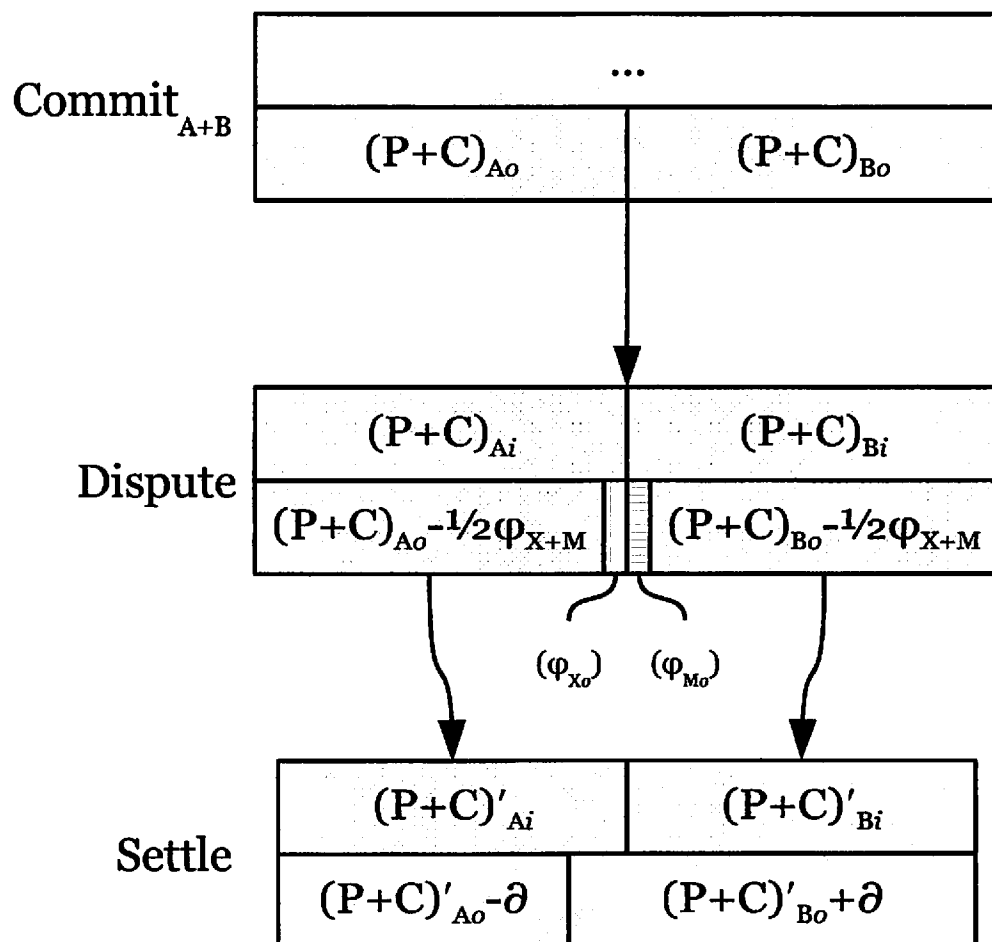 ...
Commit_A+B
(P+C)_Ao (P+C)_Bo
(P+C)_Ai (P+C)_Bi
Dispute
(P+C)_Ao-½φ_X+M (P+C)_Bo-½φ_X+M
(φ_Xo) (φ_Mo)
(P+C)′_Ai (P+C)′_Bi
Settle
(P+C)′_Ao-∂ (P+C)′_Bo+∂